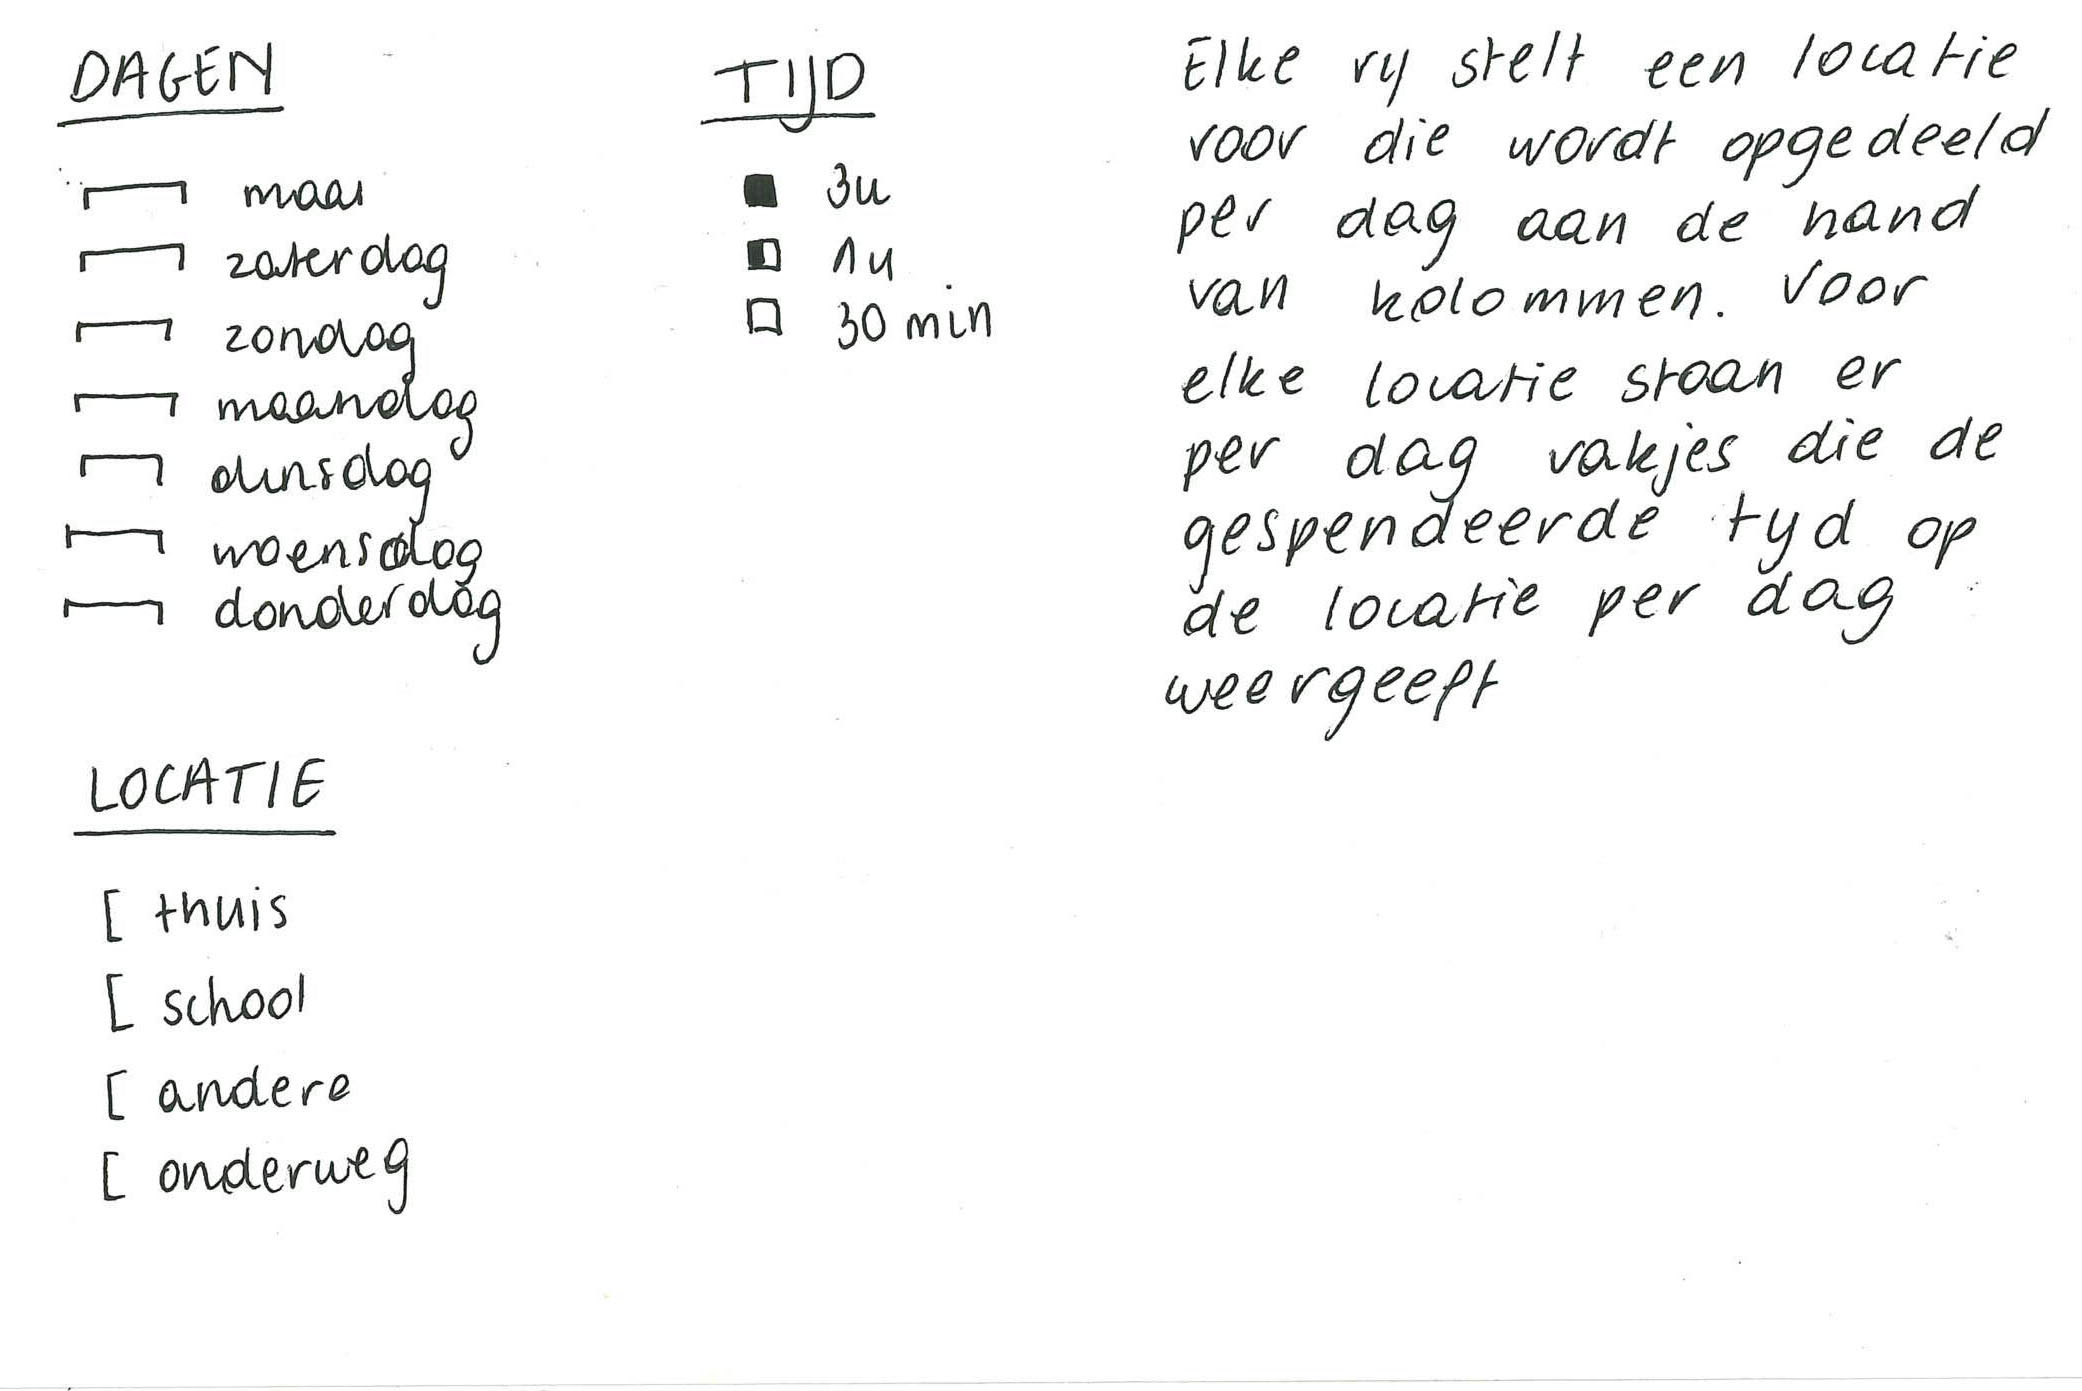 DAGEN
zaterdag
zondag
maandag
dinsdag
woensdag
donderdag
LOCATIE
[ thuis
[ school
[ andere
[ onderweg
TIJD
3u
1u
30 min
Elke rij stelt een locatie
voor die wordt opgedeeld
per dag aan de hand
van kolommen. Voor
elke locatie staan er
per dag vakjes die de
gespendeerde tijd op
de locatie per dag
weergeeft